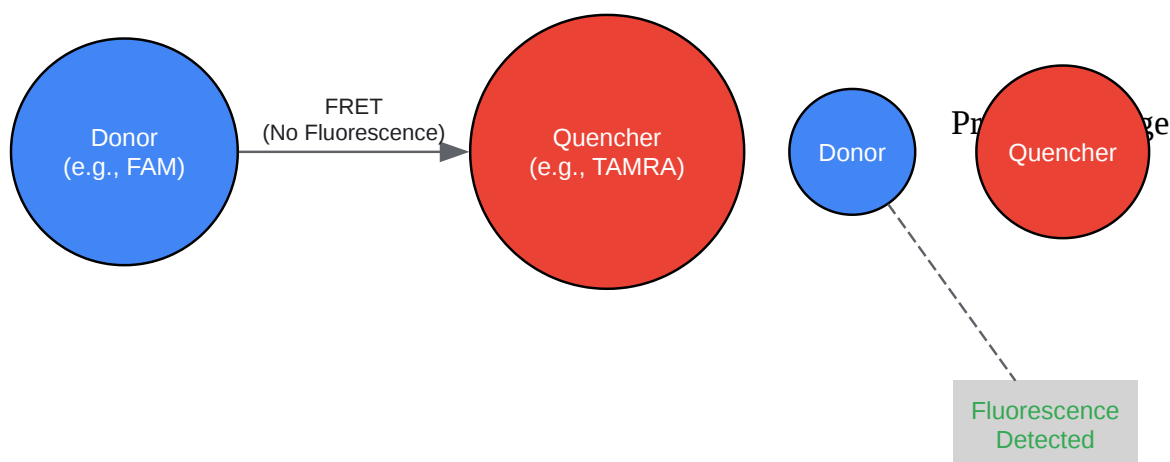 FRET
(No Fluorescence)
Donor
(e.g., FAM)
Quencher
(e.g., TAMRA)
Donor
Quencher
Fluorescence
Detected